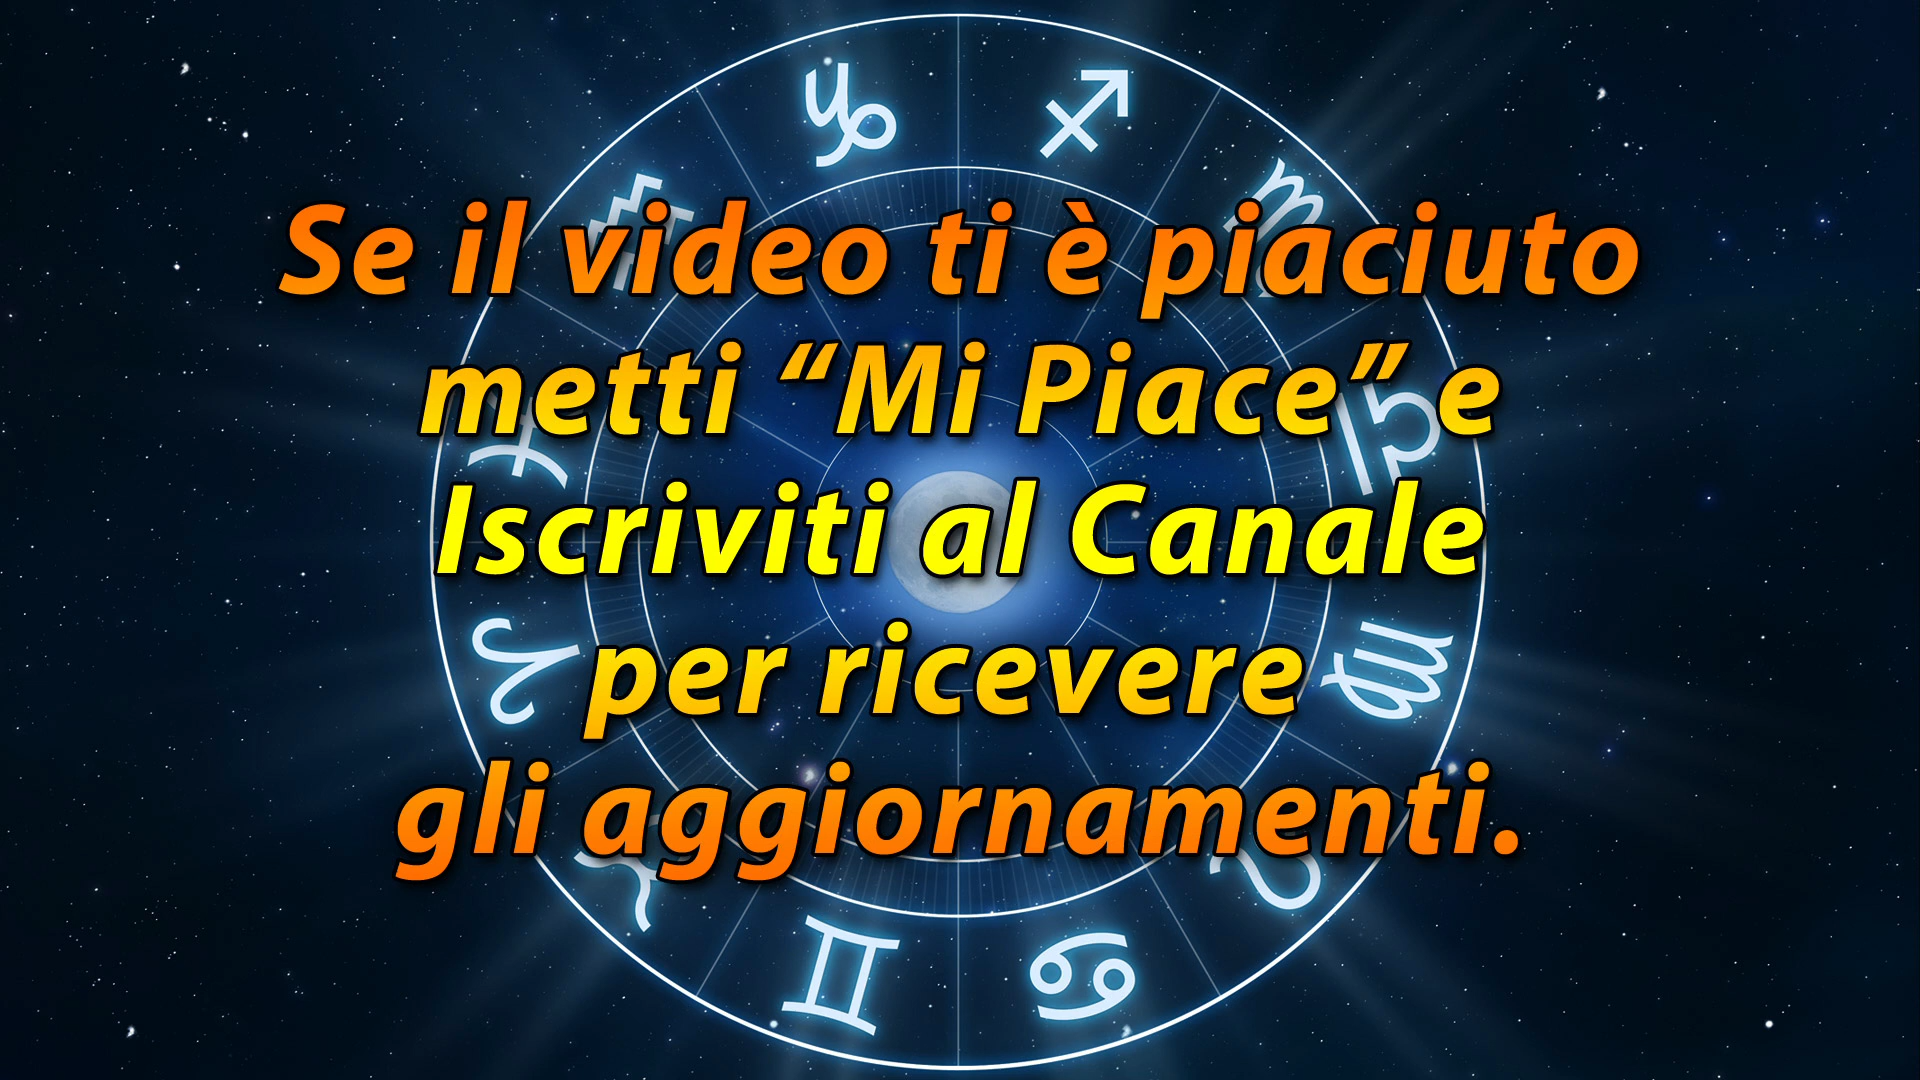 Se il video ti è piaciuto
metti “Mi Piace” e
Iscriviti al Canale
per ricevere
gli aggiornamenti.